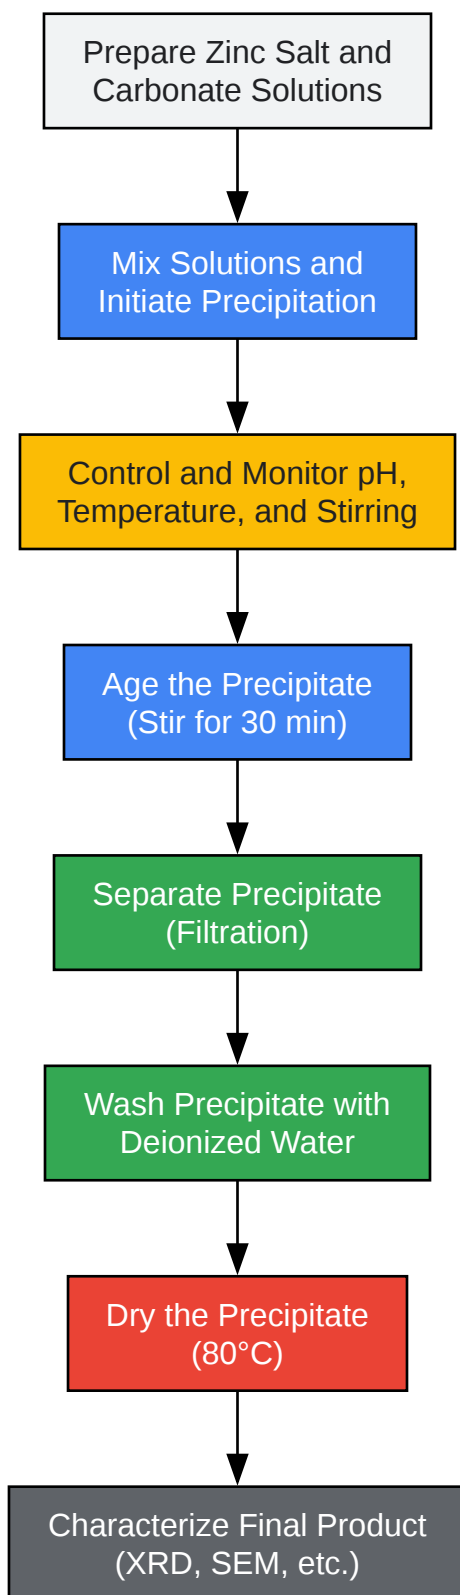 Prepare Zinc Salt and
Carbonate Solutions
Mix Solutions and
Initiate Precipitation
Control and Monitor pH,
Temperature, and Stirring
Age the Precipitate
(Stir for 30 min)
Separate Precipitate
(Filtration)
Wash Precipitate with
Deionized Water
Dry the Precipitate
(80°C)
Characterize Final Product
(XRD, SEM, etc.)